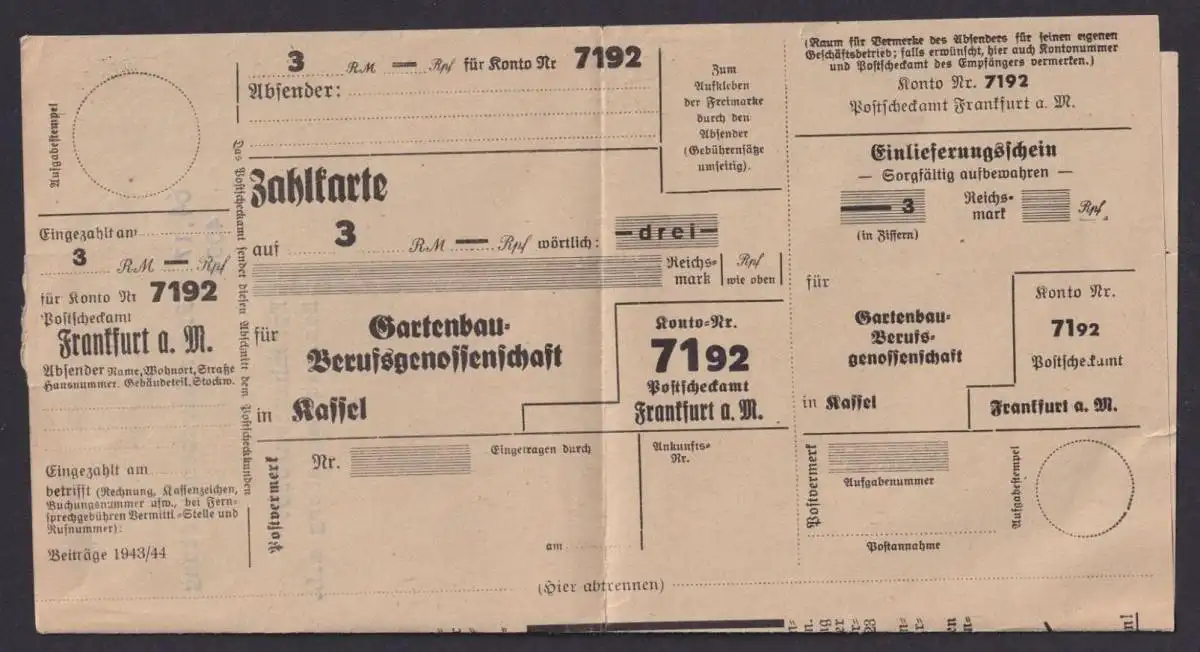 Aufgabestempel
Eingezahlt am
3 RM Rpf
für Konto Nr 7192
Postscheckamt
Frankfurt a. M.
Absender Name, Wohnort, Straße
Hausnummer, Gebäudeteil, Stockw.
Eingezahlt am
betrifft (Rechnung, Kassenzeichen,
Buchungsnummer usw., bei Fern-
sprechgebühren Vermittl-Stelle und
Rufnummer):
Beiträge 1943/44
Das Postscheckamt sendet diesen Abschnitt dem Postscheckkunden
3 RM — Rpf für Konto Nr 7192
Absender:
Zum
Aufkleben
der Freimarke
durch den
Absender
(Gebührensätze
umseitig).
Zahlkarte
auf 3 RM — Rpf wörtlich: —drei—
Reichs-
mark
Rpf
wie oben
für Gartenbau-
Berufsgenossenschaft
in Kassel
Konto-Nr.
7192
Postscheckamt
Frankfurt a. M.
Postvermerk
Nr.
Eingetragen durch
am
Ankunfts-
Nr.
(Raum für Vermerke des Absenders für seinen eigenen
Geschäftsbetrieb; falls erwünscht, hier auch Kontonummer
und Postscheckamt des Empfängers vermerken.)
Konto Nr. 7192
Postscheckamt Frankfurt a. M.
Einlieferungsschein
— Sorgfältig aufbewahren —
— 3
Reichs-
mark
Rpf
(in Ziffern)
für
Gartenbau-
Berufs-
genossenschaft
in Kassel
Konto Nr.
7192
Postscheckamt
Frankfurt a. M.
Postvermerk
Aufgabenummer
Postannahme
Aufgabestempel
(Hier abtrennen)